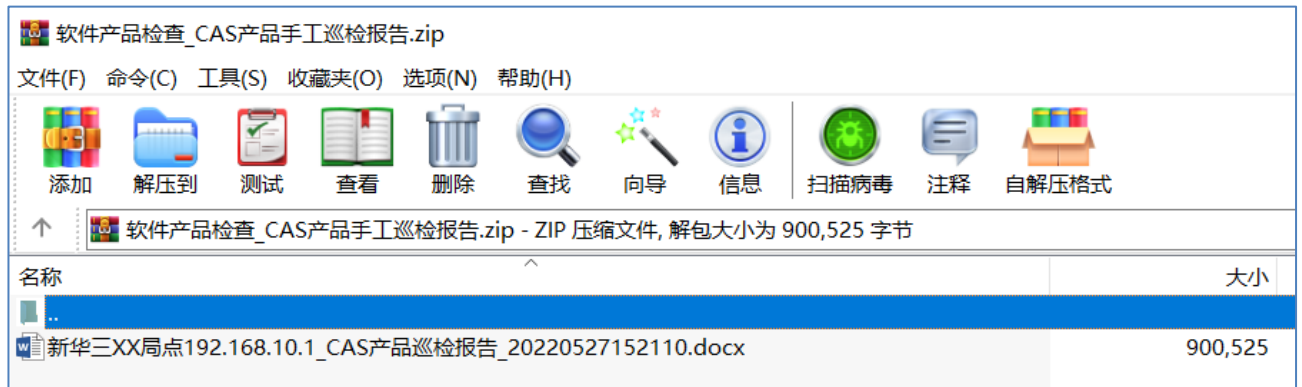 软件产品检查_CAS产品手工巡检报告.zip
文件(F) 命令(C) 工具(S) 收藏夹(O) 选项(N) 帮助(H)
添加 解压到 测试 查看 删除 查找 向导 信息 扫描病毒 注释 自解压格式
软件产品检查_CAS产品手工巡检报告.zip - ZIP 压缩文件, 解包大小为 900,525 字节
名称 大小
..
新华三XX局点192.168.10.1_CAS产品巡检报告_20220527152110.docx 900,525